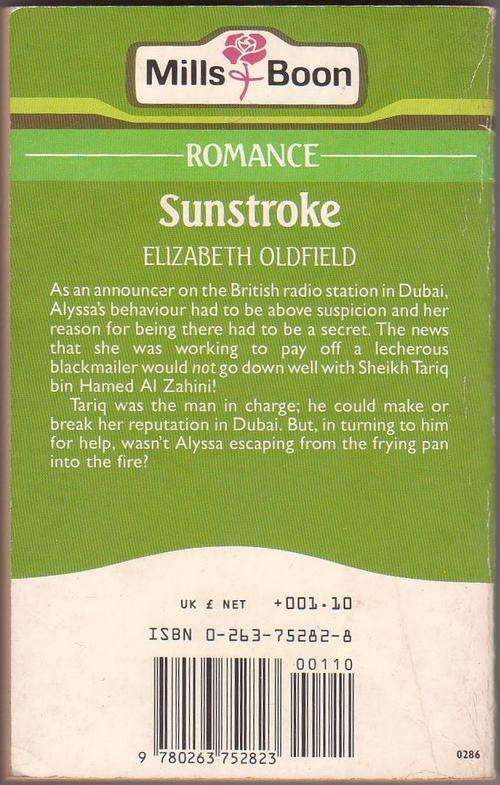 Mills & Boon
ROMANCE
Sunstroke
ELIZABETH OLDFIELD
As an announcer on the British radio station in Dubai,
Alyssa's behaviour had to be above suspicion and her
reason for being there had to be a secret. The news
that she was working to pay off a lecherous
blackmailer would not go down well with Sheikh Tariq
bin Hamed Al Zahini!
Tariq was the man in charge; he could make or
break her reputation in Dubai. But, in turning to him
for help, wasn't Alyssa escaping from the frying pan
into the fire?
UK £ NET +001.10
ISBN 0-263-75282-8
00110
9 780263 752823
0286